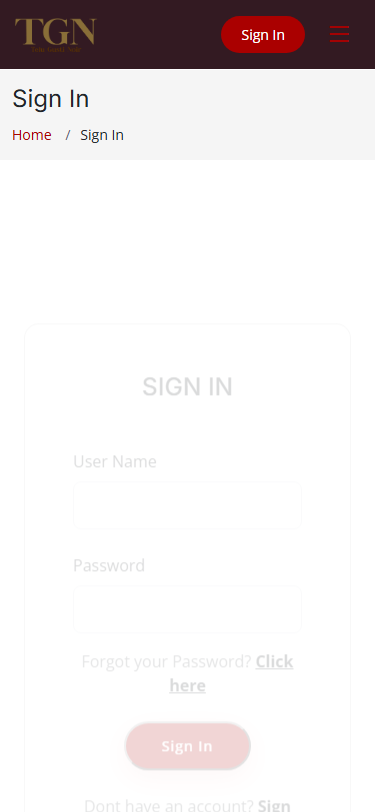 TGN
Sign In
Sign In
Home / Sign In
SIGN IN
User Name
Password
Forgot your Password? Click
here
Sign In
Dont have an account? Sign